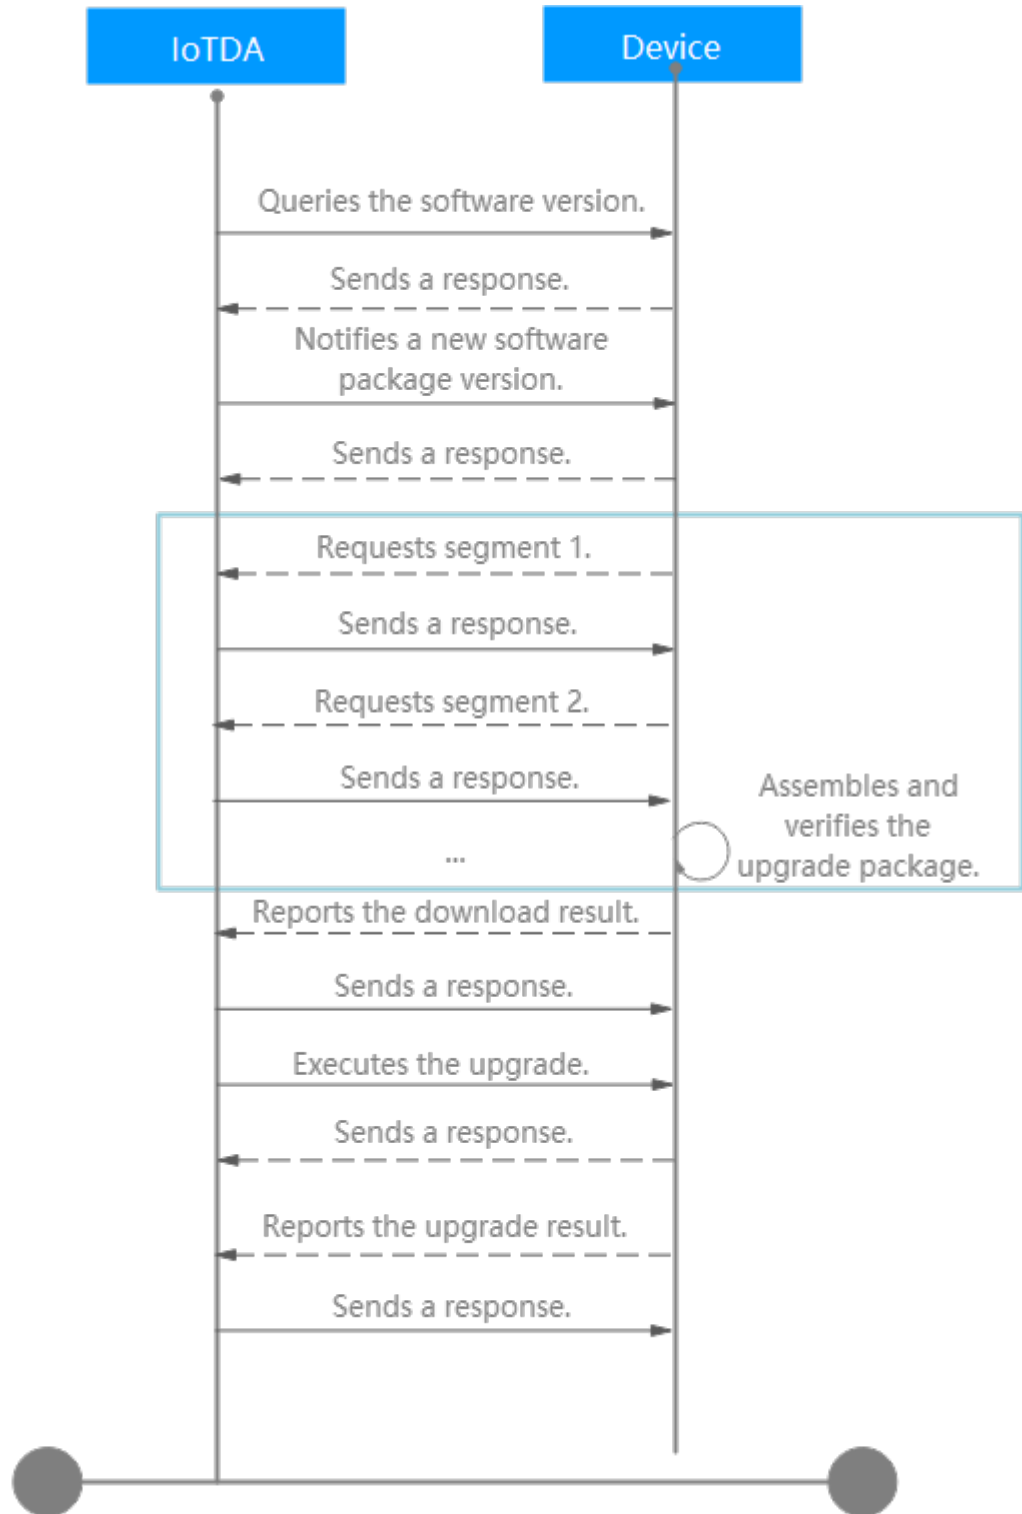 IoTDA
Device
Queries the software version.
Sends a response.
Notifies a new software
package version.
Sends a response.
Requests segment 1.
Sends a response.
Requests segment 2.
Sends a response.
Assembles and
verifies the
upgrade package.
...
Reports the download result.
Sends a response.
Executes the upgrade.
Sends a response.
Reports the upgrade result.
Sends a response.